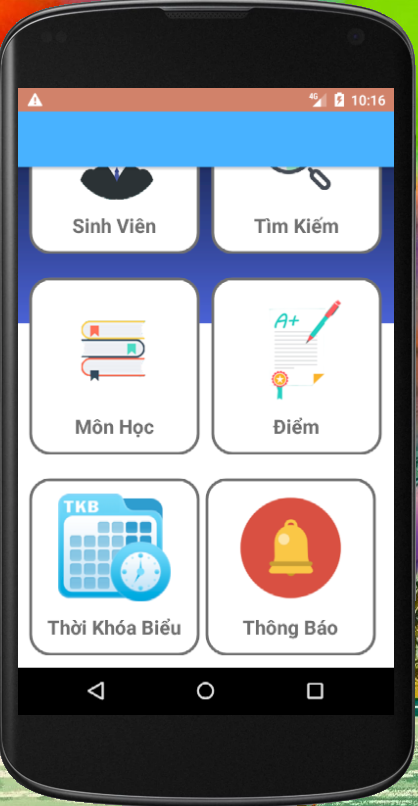 4G 10:16
Sinh Viên
Tìm Kiếm
A+
Môn Học
Điểm
TKB
Thời Khóa Biểu
Thông Báo